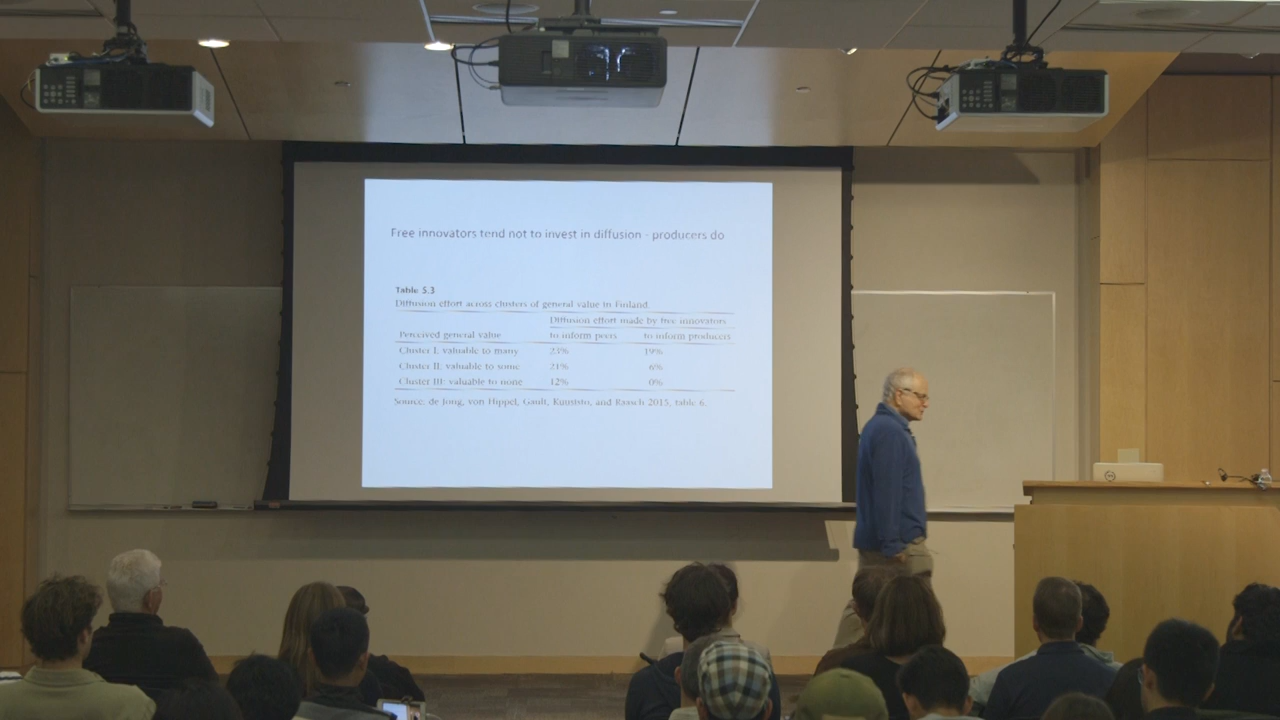 Free innovators tend not to invest in diffusion - producers do
Table 5.3
Diffusion effort across clusters of general value in Finland.
Diffusion effort made by free innovators
Perceived general value to inform peers to inform producers
Cluster I: valuable to many 23% 19%
Cluster II: valuable to some 21% 6%
Cluster III: valuable to none 12% 0%
Source: de Jong, von Hippel, Gault, Kuusisto, and Raasch 2015, table 6.